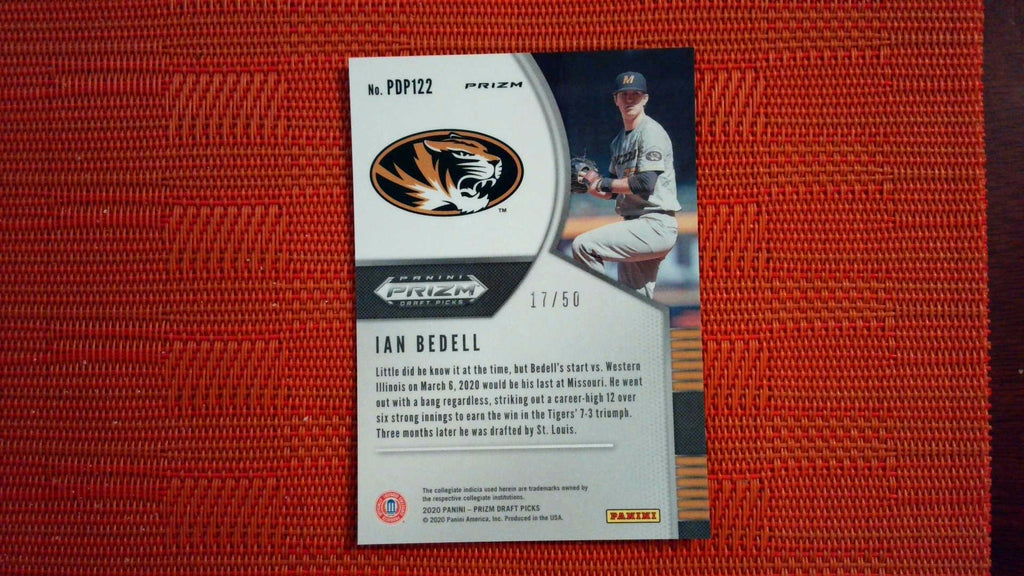 No. PDP122
PRIZM
M
TM
PANINI
PRIZM
DRAFT PICKS
17/50
IAN BEDELL
Little did he know it at the time, but Bedell's start vs. Western
Illinois on March 6, 2020 would be his last at Missouri. He went
out with a bang regardless, striking out a career-high 12 over
six strong innings to earn the win in the Tigers' 7-3 triumph.
Three months later he was drafted by St. Louis.
The collegiate indicia used herein are trademarks owned by
the respective collegiate institutions.
2020 PANINI – PRIZM DRAFT PICKS
© 2020 Panini America, Inc. Produced in the USA.
PANINI